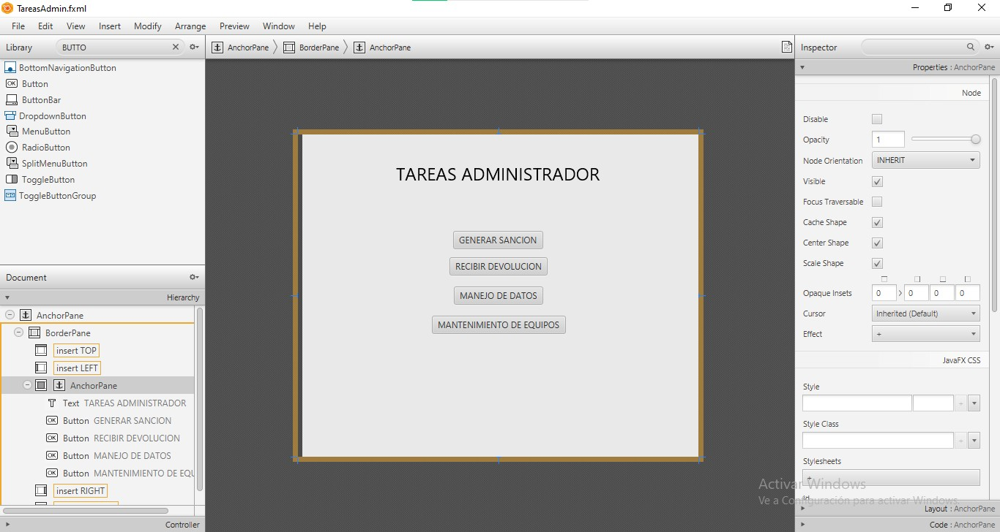 TareasAdmin.fxml
File Edit View Insert Modify Arrange Preview Window Help
Library BUTTO
BottomNavigationButton
Button
ButtonBar
DropdownButton
MenuButton
RadioButton
SplitMenuButton
ToggleButton
ToggleButtonGroup
Document
Hierarchy
AnchorPane
BorderPane
insert TOP
insert LEFT
AnchorPane
Text TAREAS ADMINISTRADOR
Button GENERAR SANCION
Button RECIBIR DEVOLUCION
Button MANEJO DE DATOS
Button MANTENIMIENTO DE EQU
insert RIGHT
Controller
AnchorPane BorderPane AnchorPane
TAREAS ADMINISTRADOR
GENERAR SANCION
RECIBIR DEVOLUCION
MANEJO DE DATOS
MANTENIMIENTO DE EQUIPOS
Inspector
Properties : AnchorPane
Node
Disable
Opacity 1
Node Orientation INHERIT
Visible
Focus Traversable
Cache Shape
Center Shape
Scale Shape
Opaque Insets 0 0 0 0
Cursor Inherited (Default)
Effect +
JavaFX CSS
Style
Style Class
Stylesheets
+
Id
Layout : AnchorPane
Code : AnchorPane
Activar Windows
Ve a Configuración para activar Windows.